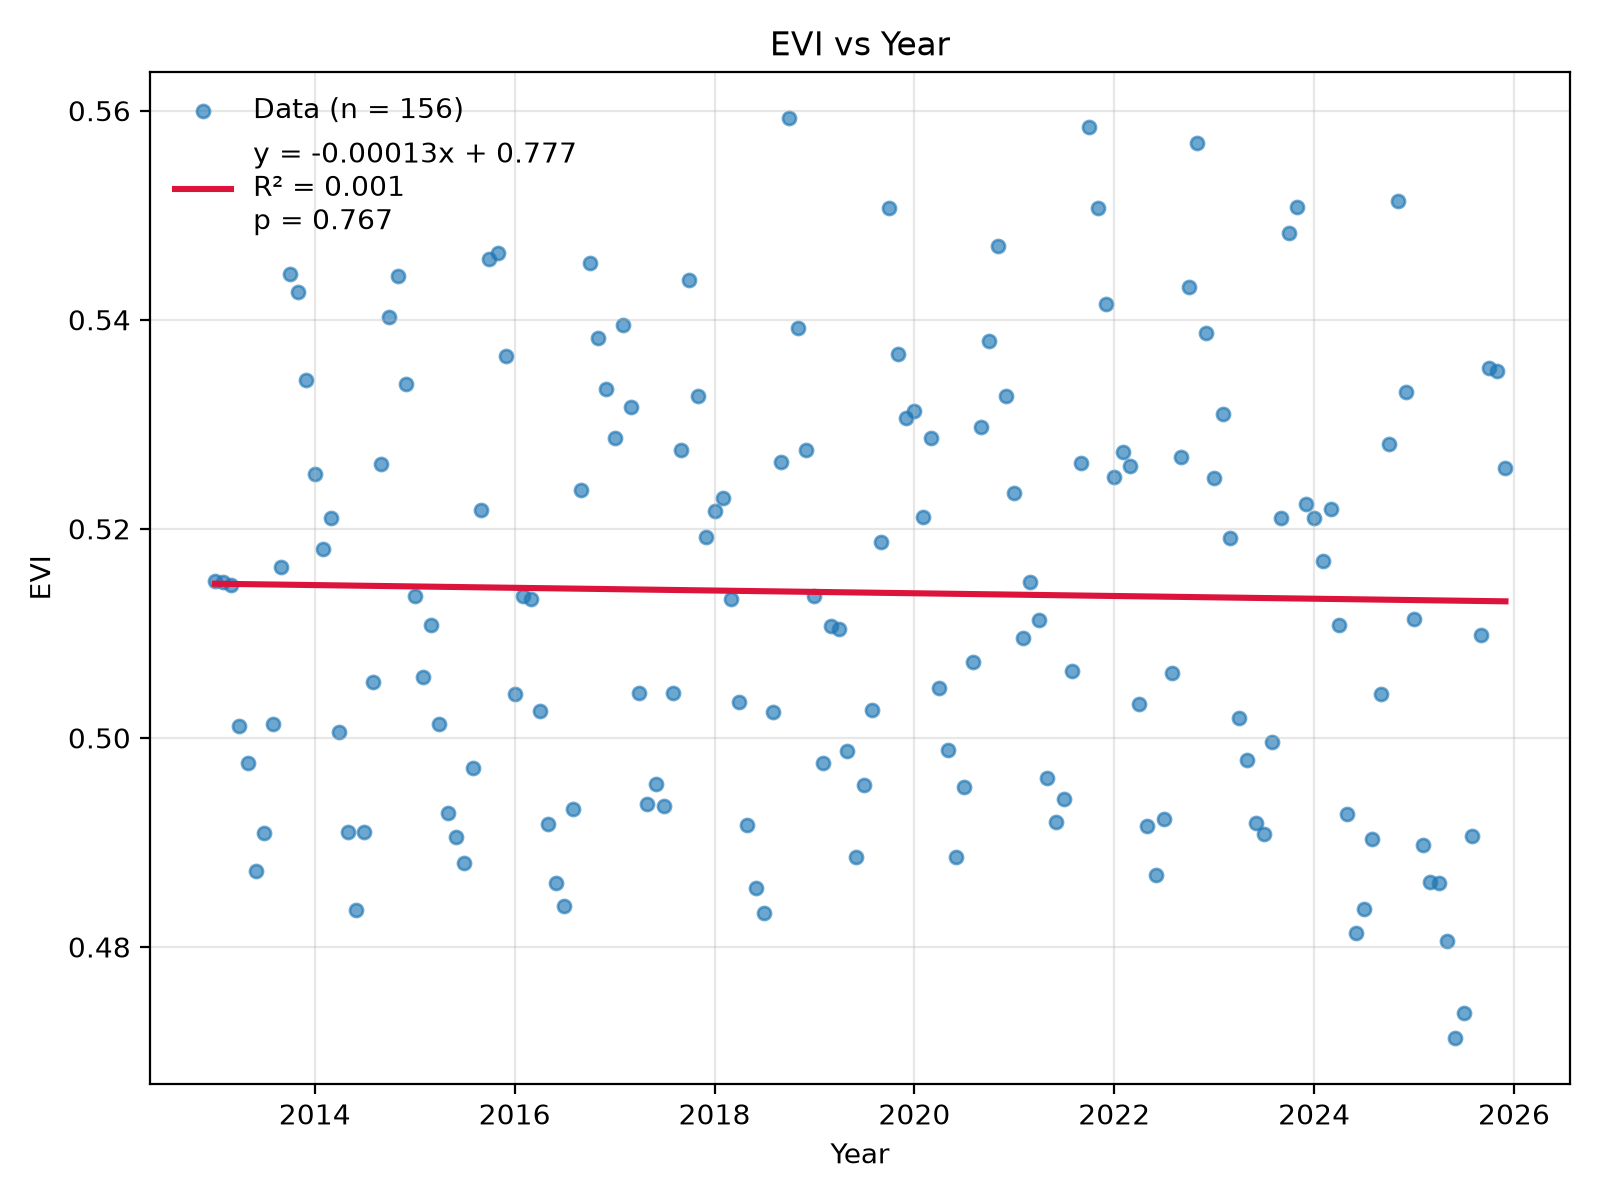 EVI vs Year
Data (n = 156)
y = -0.00013x + 0.777
R² = 0.001
p = 0.767
0.56
0.54
0.52
0.50
0.48
EVI
2014 2016 2018 2020 2022 2024 2026
Year